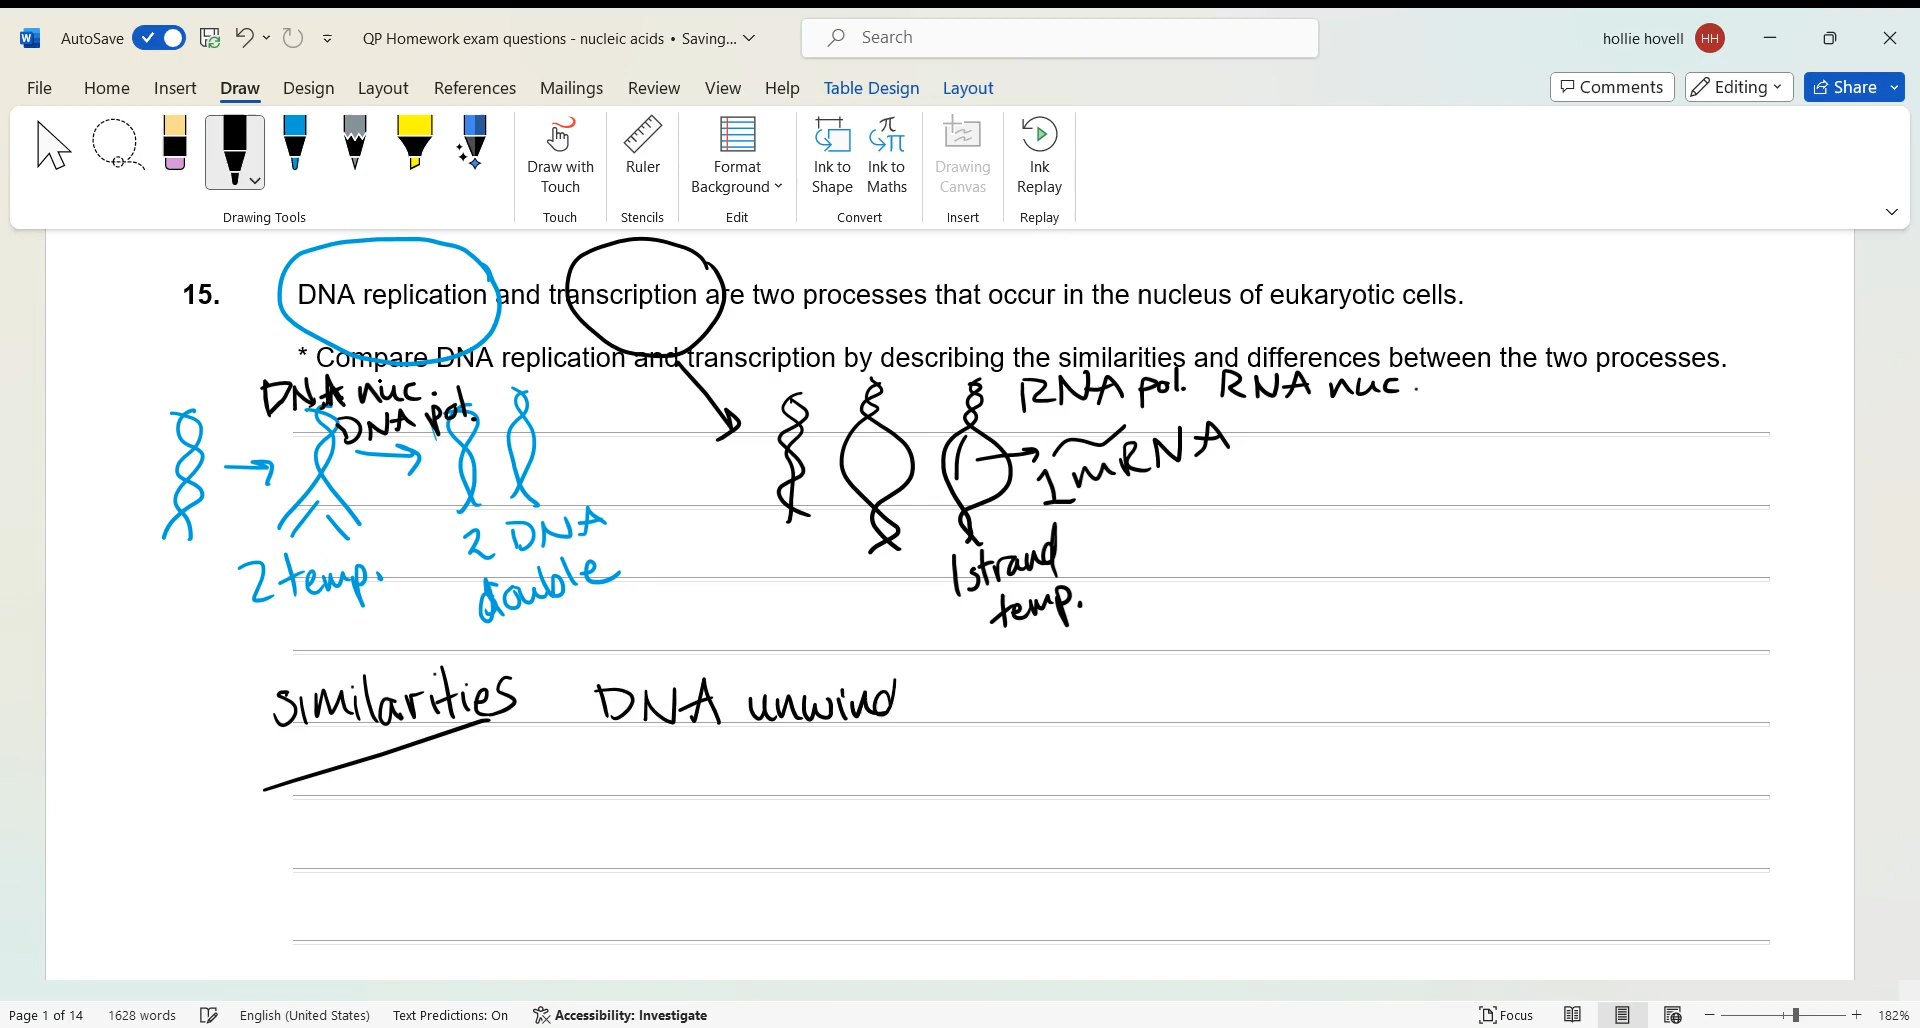 AutoSave
QP Homework exam questions - nucleic acids • Saving...
Search
hollie hovell HH
File Home Insert Draw Design Layout References Mailings Review View Help Table Design Layout
Comments Editing Share
Draw with Touch
Ruler
Format Background
Ink to Shape
Ink to Maths
Drawing Canvas
Ink Replay
Drawing Tools Touch Stencils Edit Convert Insert Replay
15. DNA replication and transcription are two processes that occur in the nucleus of eukaryotic cells.
* Compare DNA replication and transcription by describing the similarities and differences between the two processes.
DNA nuc.
DNA pol.
RNA pol. RNA nuc.
1 mRNA
2 DNA
double
2 temp.
1 strand
temp.
similarities DNA unwind
Page 1 of 14 1628 words English (United States) Text Predictions: On Accessibility: Investigate Focus 182%